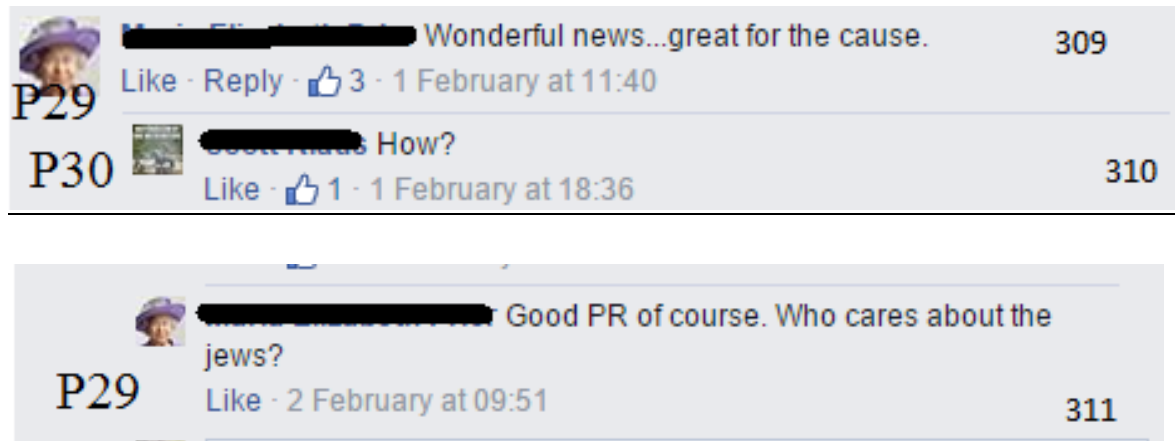 Wonderful news...great for the cause. 309
Like · Reply · 3 · 1 February at 11:40
P29
How?
P30
Like · 1 · 1 February at 18:36 310
Good PR of course. Who cares about the
jews?
P29
Like · 2 February at 09:51 311